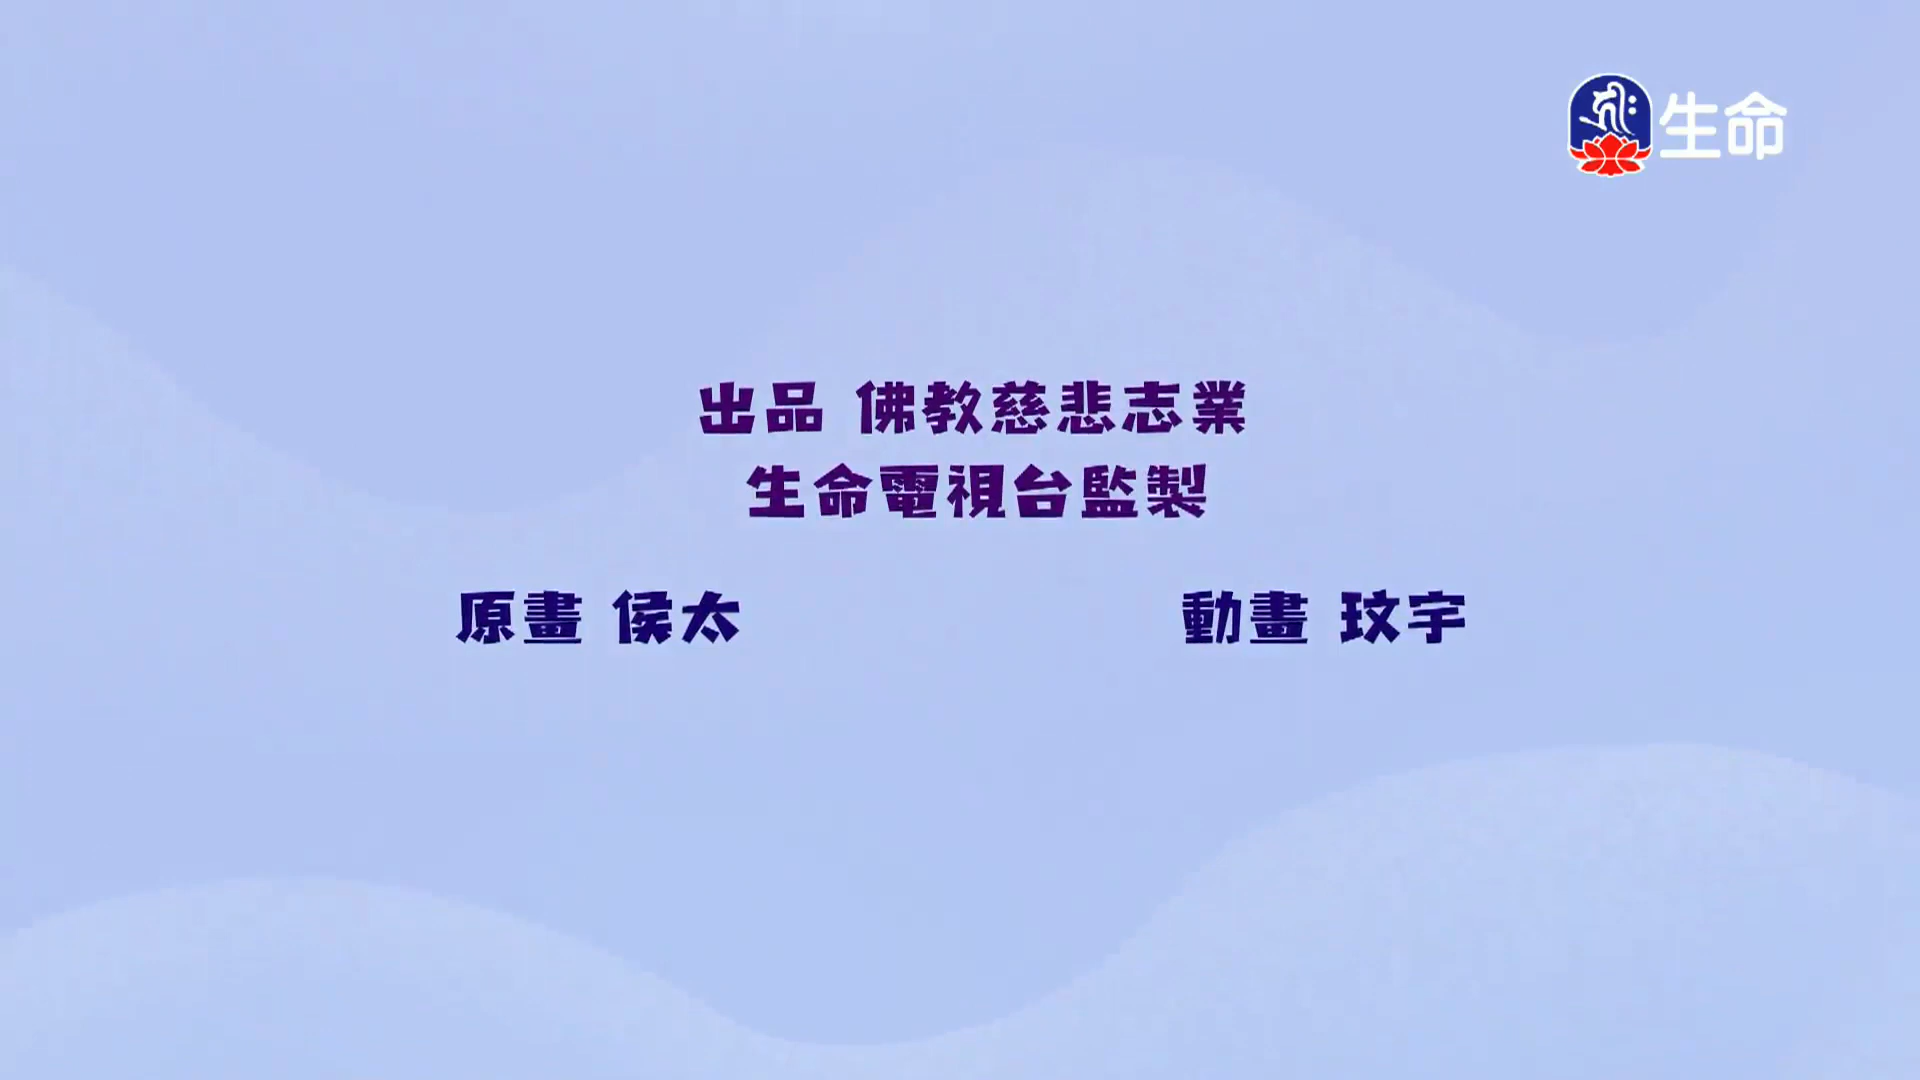 生命
出品 佛教慈悲志業
生命電視台監製
原畫 侯太
動畫 玟宇